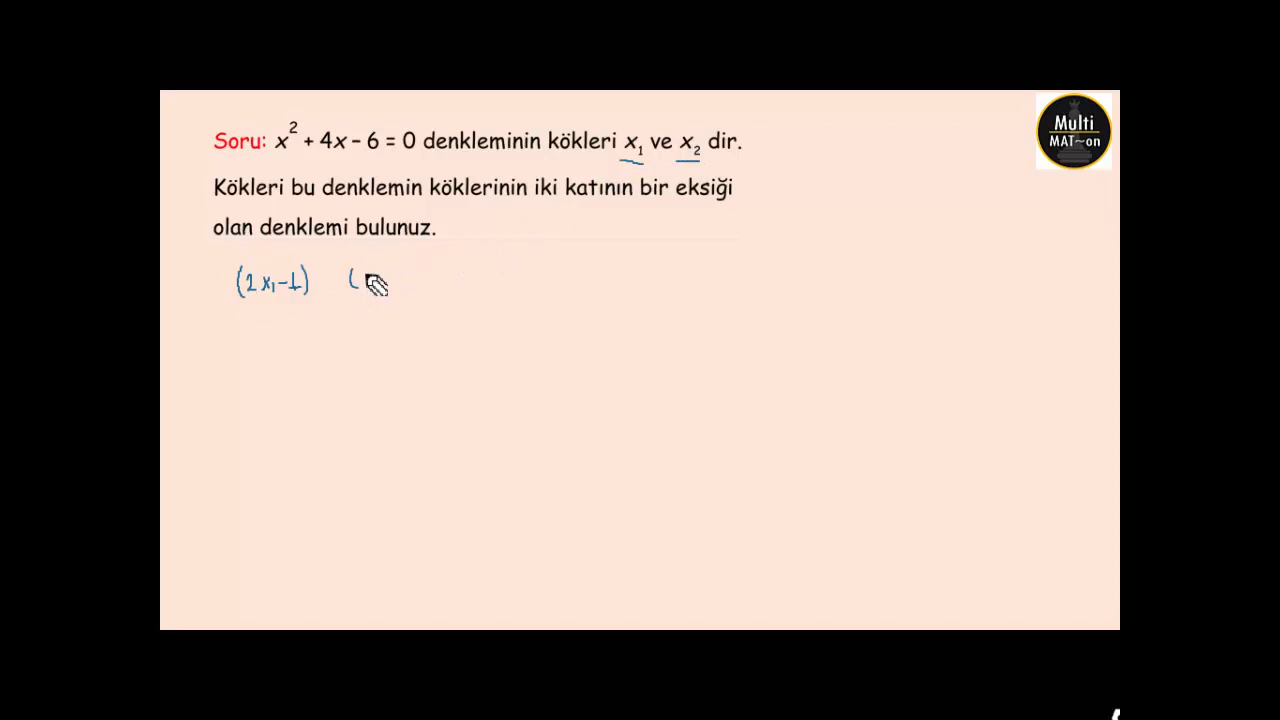 Multi
MAT~on
Soru: x² + 4x – 6 = 0 denkleminin kökleri x₁ ve x₂ dir.
Kökleri bu denklemin köklerinin iki katının bir eksiği
olan denklemi bulunuz.
(2x₁-1) (